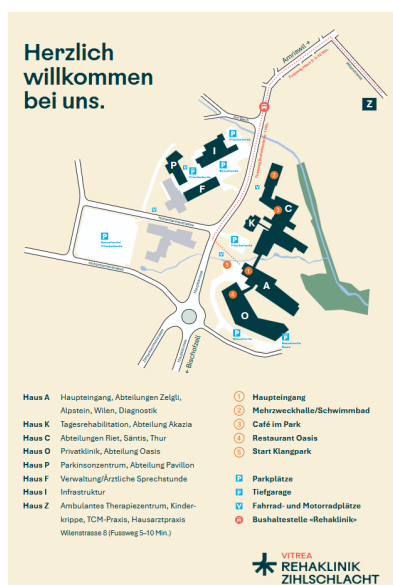 Herzlich
willkommen
bei uns.
Amriswil
Z
P
I
F
C
K
A
O
Bischofszell
Haus A Haupteingang, Abteilungen Zelgli,
Alpstein, Wilen, Diagnostik
Haus K Tagesrehabilitation, Abteilung Akazia
Haus C Abteilungen Riet, Säntis, Thur
Haus O Privatklinik, Abteilung Oasis
Haus P Parkinsonzentrum, Abteilung Pavillon
Haus F Verwaltung/Ärztliche Sprechstunde
Haus I Infrastruktur
Haus Z Ambulantes Therapiezentrum, Kinder-
krippe, TCM-Praxis, Hausarztpraxis
Wilenstrasse 8 (Fussweg 5–10 Min.)
1 Haupteingang
2 Mehrzweckhalle/Schwimmbad
3 Café im Park
4 Restaurant Oasis
5 Start Klangpark
P Parkplätze
P Tiefgarage
V Fahrrad- und Motorradplätze
Bushaltestelle «Rehaklinik»
VITREA
REHAKLINIK
ZIHLSCHLACHT